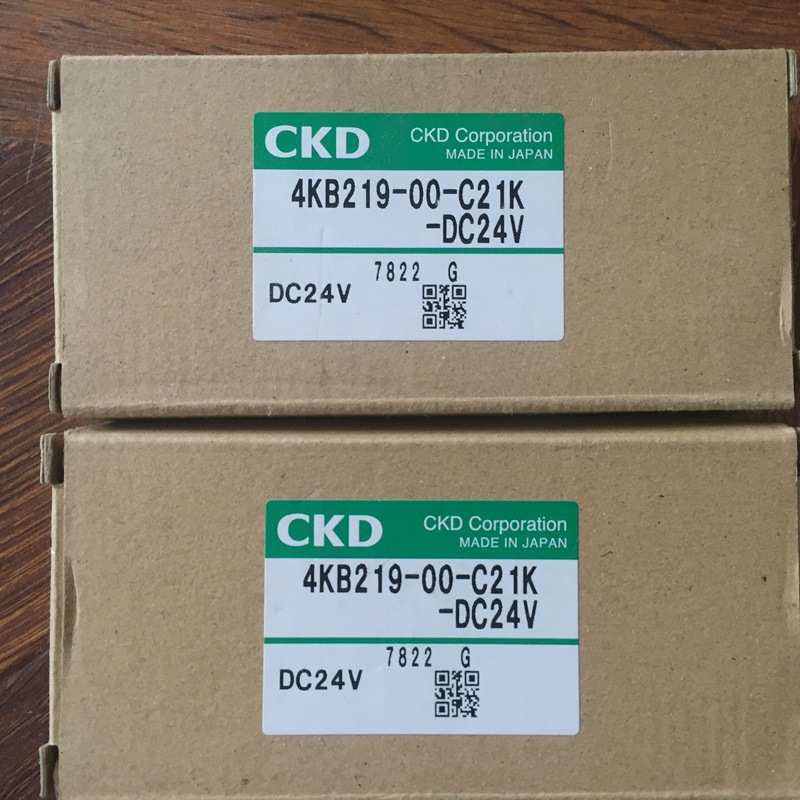 CKD CKD Corporation
MADE IN JAPAN
4KB219-00-C21K
-DC24V
7822 G
DC24V
CKD CKD Corporation
MADE IN JAPAN
4KB219-00-C21K
-DC24V
7822 G
DC24V